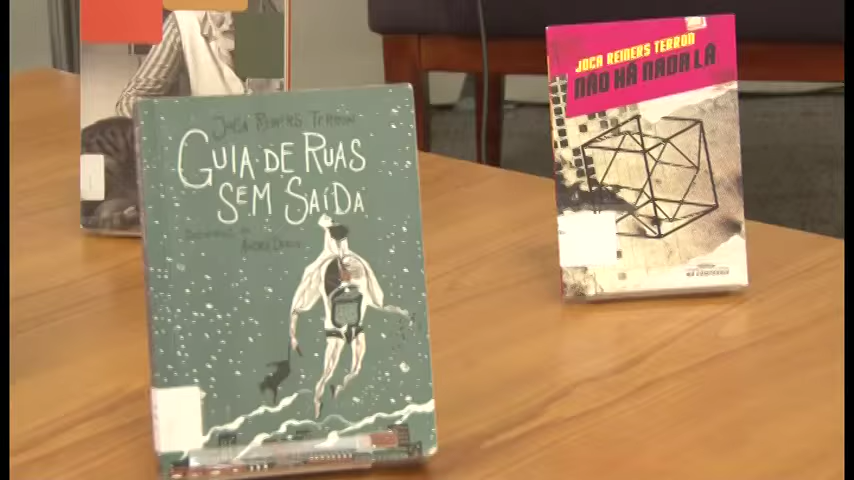 Joca Reiners Terron
Guia de Ruas
Sem Saída
JOCA REINERS TERRON
NÃO HÁ NADA LÁ